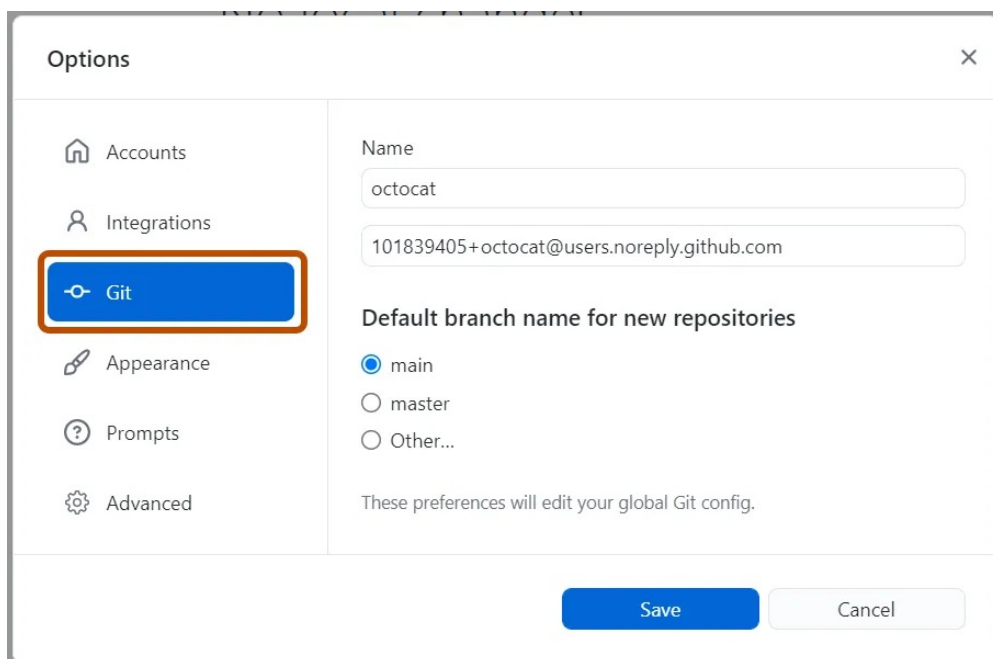 Options
Accounts
Integrations
Git
Appearance
Prompts
Advanced
Name
octocat
101839405+octocat@users.noreply.github.com
Default branch name for new repositories
main
master
Other...
These preferences will edit your global Git config.
Save
Cancel